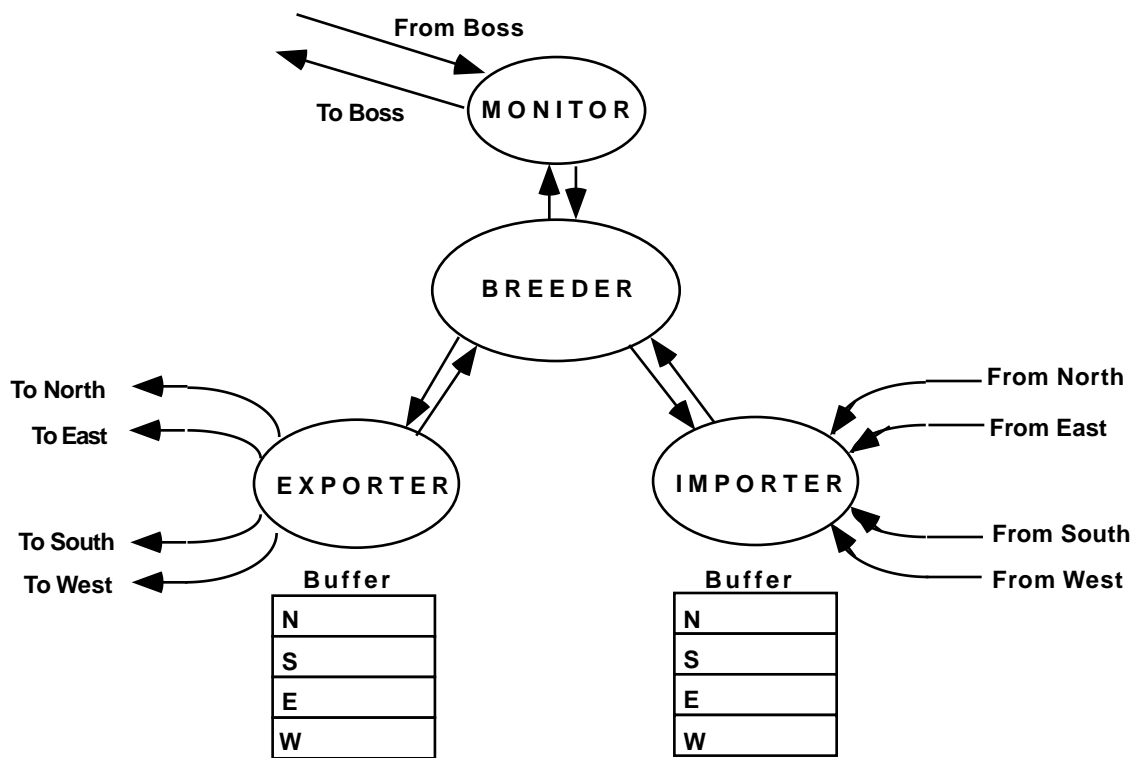 From Boss
To Boss
MONITOR
BREEDER
To North
To East
To South
To West
EXPORTER
IMPORTER
From North
From East
From South
From West
Buffer
N
S
E
W
Buffer
N
S
E
W